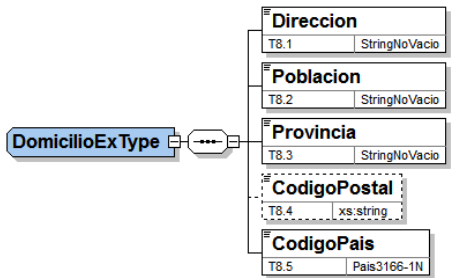 Direccion
T8.1 StringNoVacio
Poblacion
T8.2 StringNoVacio
DomicilioExType
Provincia
T8.3 StringNoVacio
CodigoPostal
T8.4 xs:string
CodigoPais
T8.5 Pais3166-1N